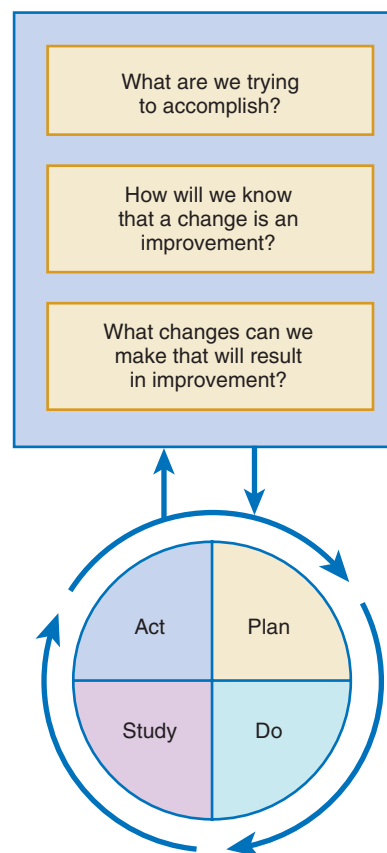 What are we trying
to accomplish?
How will we know
that a change is an
improvement?
What changes can we
make that will result
in improvement?
Act
Plan
Study
Do